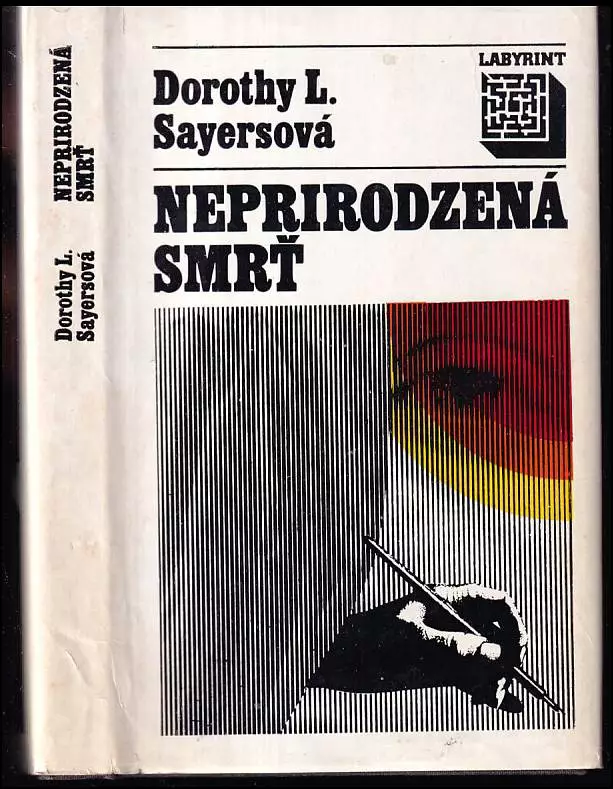 NEPRIRODZENÁ
SMRŤ
Dorothy L.
Sayersová
LABYRINT
Dorothy L.
Sayersová
NEPRIRODZENÁ
SMRŤ